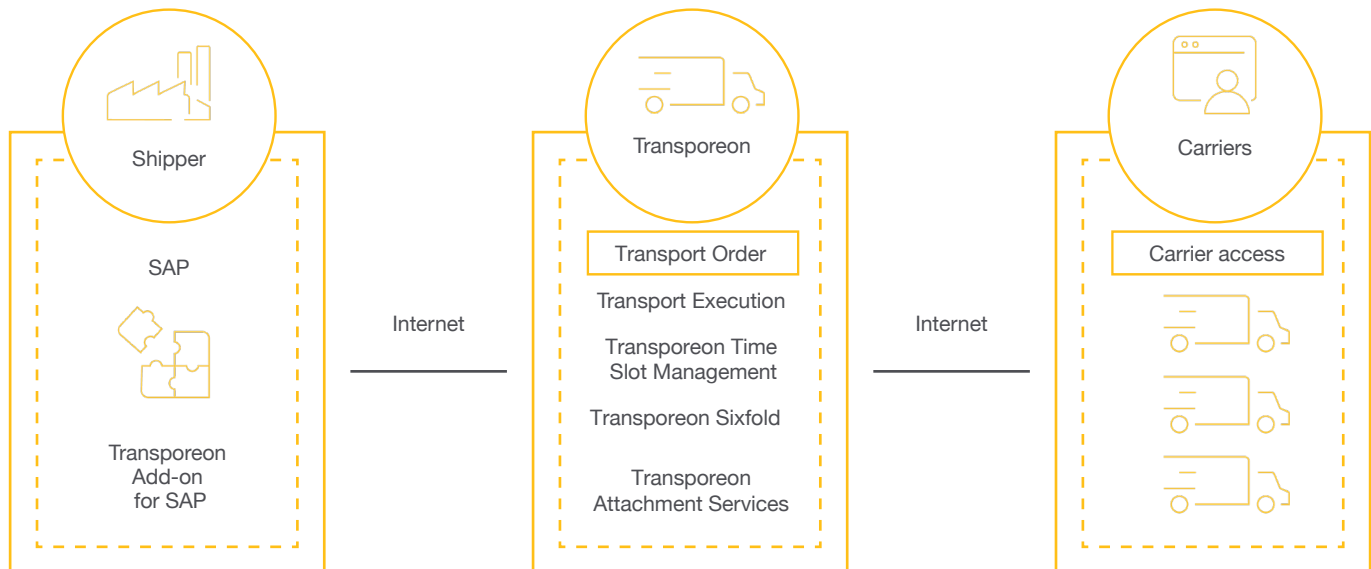 Shipper
SAP
Transporeon
Add-on
for SAP
Internet
Transporeon
Transport Order
Transport Execution
Transporeon Time
Slot Management
Transporeon Sixfold
Transporeon
Attachment Services
Internet
Carriers
Carrier access